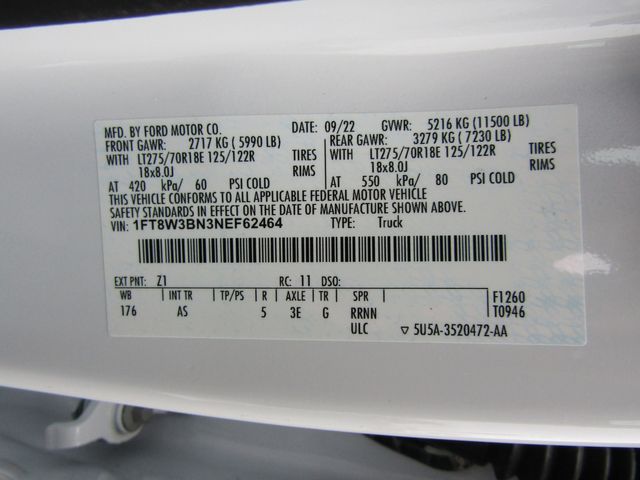 MFD. BY FORD MOTOR CO. DATE: 09/22 GVWR: 5216 KG (11500 LB)
FRONT GAWR: 2717 KG (5990 LB) REAR GAWR: 3279 KG (7230 LB)
WITH LT275/70R18E 125/122R TIRES WITH LT275/70R18E 125/122R TIRES
18x8.0J RIMS 18x8.0J RIMS
AT 420 kPa/ 60 PSI COLD AT 550 kPa/ 80 PSI COLD
THIS VEHICLE CONFORMS TO ALL APPLICABLE FEDERAL MOTOR VEHICLE
SAFETY STANDARDS IN EFFECT ON THE DATE OF MANUFACTURE SHOWN ABOVE.
VIN: 1FT8W3BN3NEF62464 TYPE: Truck
EXT PNT: Z1 RC: 11 DSO:
WB INT TR TP/PS R AXLE TR SPR F1260
176 AS 5 3E G RRNN T0946
ULC ▽ 5U5A-3520472-AA